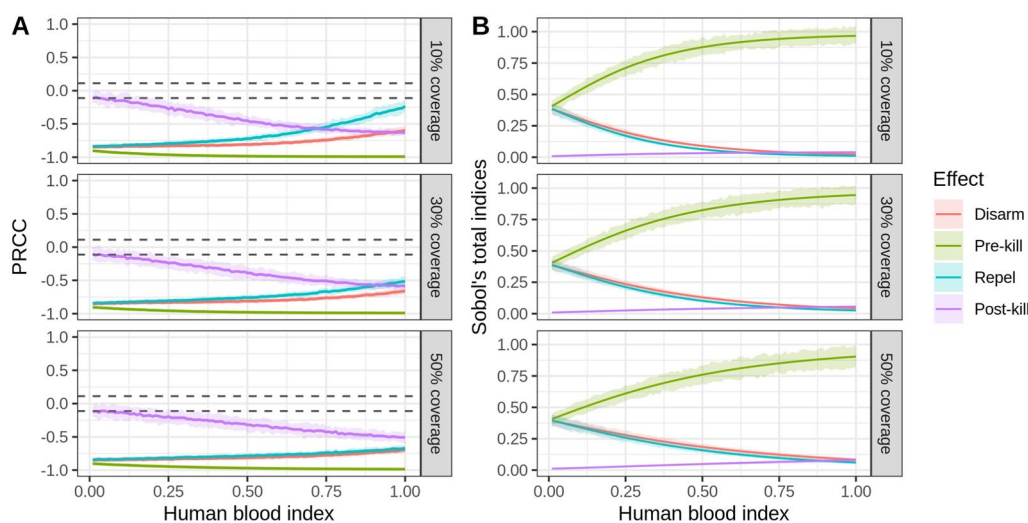 A
B
PRCC
1.0
0.5
0.0
-0.5
-1.0
10% coverage
1.0
0.5
0.0
-0.5
-1.0
30% coverage
1.0
0.5
0.0
-0.5
-1.0
50% coverage
0.00 0.25 0.50 0.75 1.00
Human blood index
Sobol's total indices
1.00
0.75
0.50
0.25
0.00
10% coverage
1.00
0.75
0.50
0.25
0.00
30% coverage
1.00
0.75
0.50
0.25
0.00
50% coverage
0.00 0.25 0.50 0.75 1.00
Human blood index
Effect
Disarm
Pre-kill
Repel
Post-kill